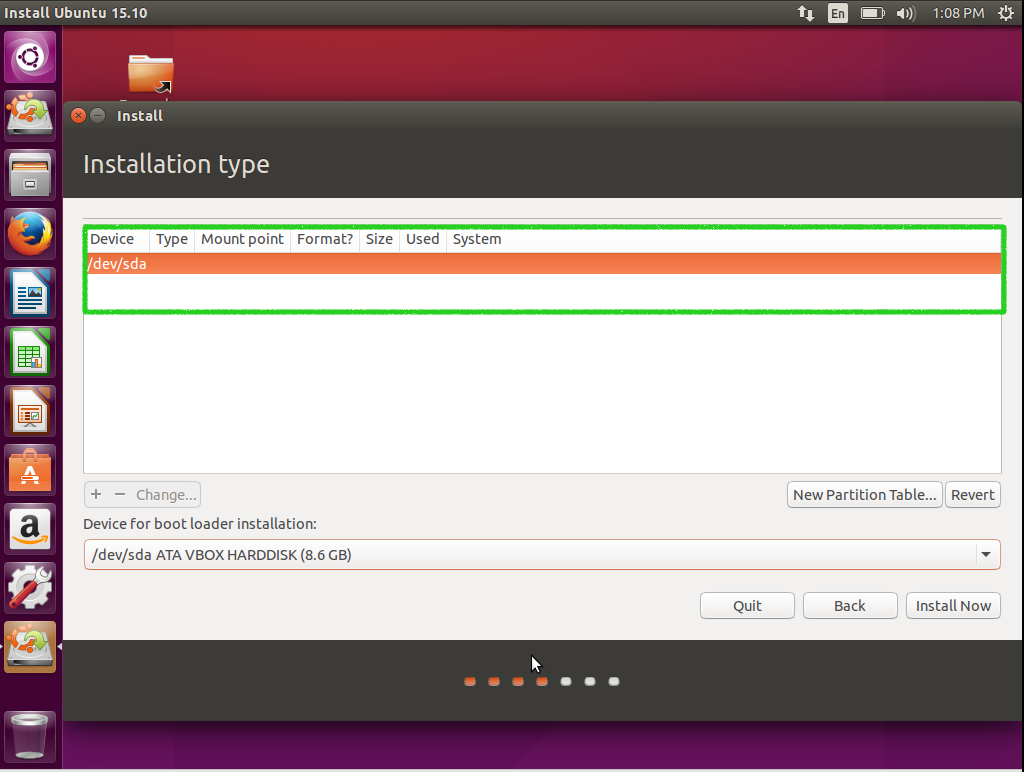 Install Ubuntu 15.10
En
1:08 PM
Install
Installation type
Device Type Mount point Format? Size Used System
/dev/sda
+ − Change...
New Partition Table... Revert
Device for boot loader installation:
/dev/sda ATA VBOX HARDDISK (8.6 GB)
Quit Back Install Now